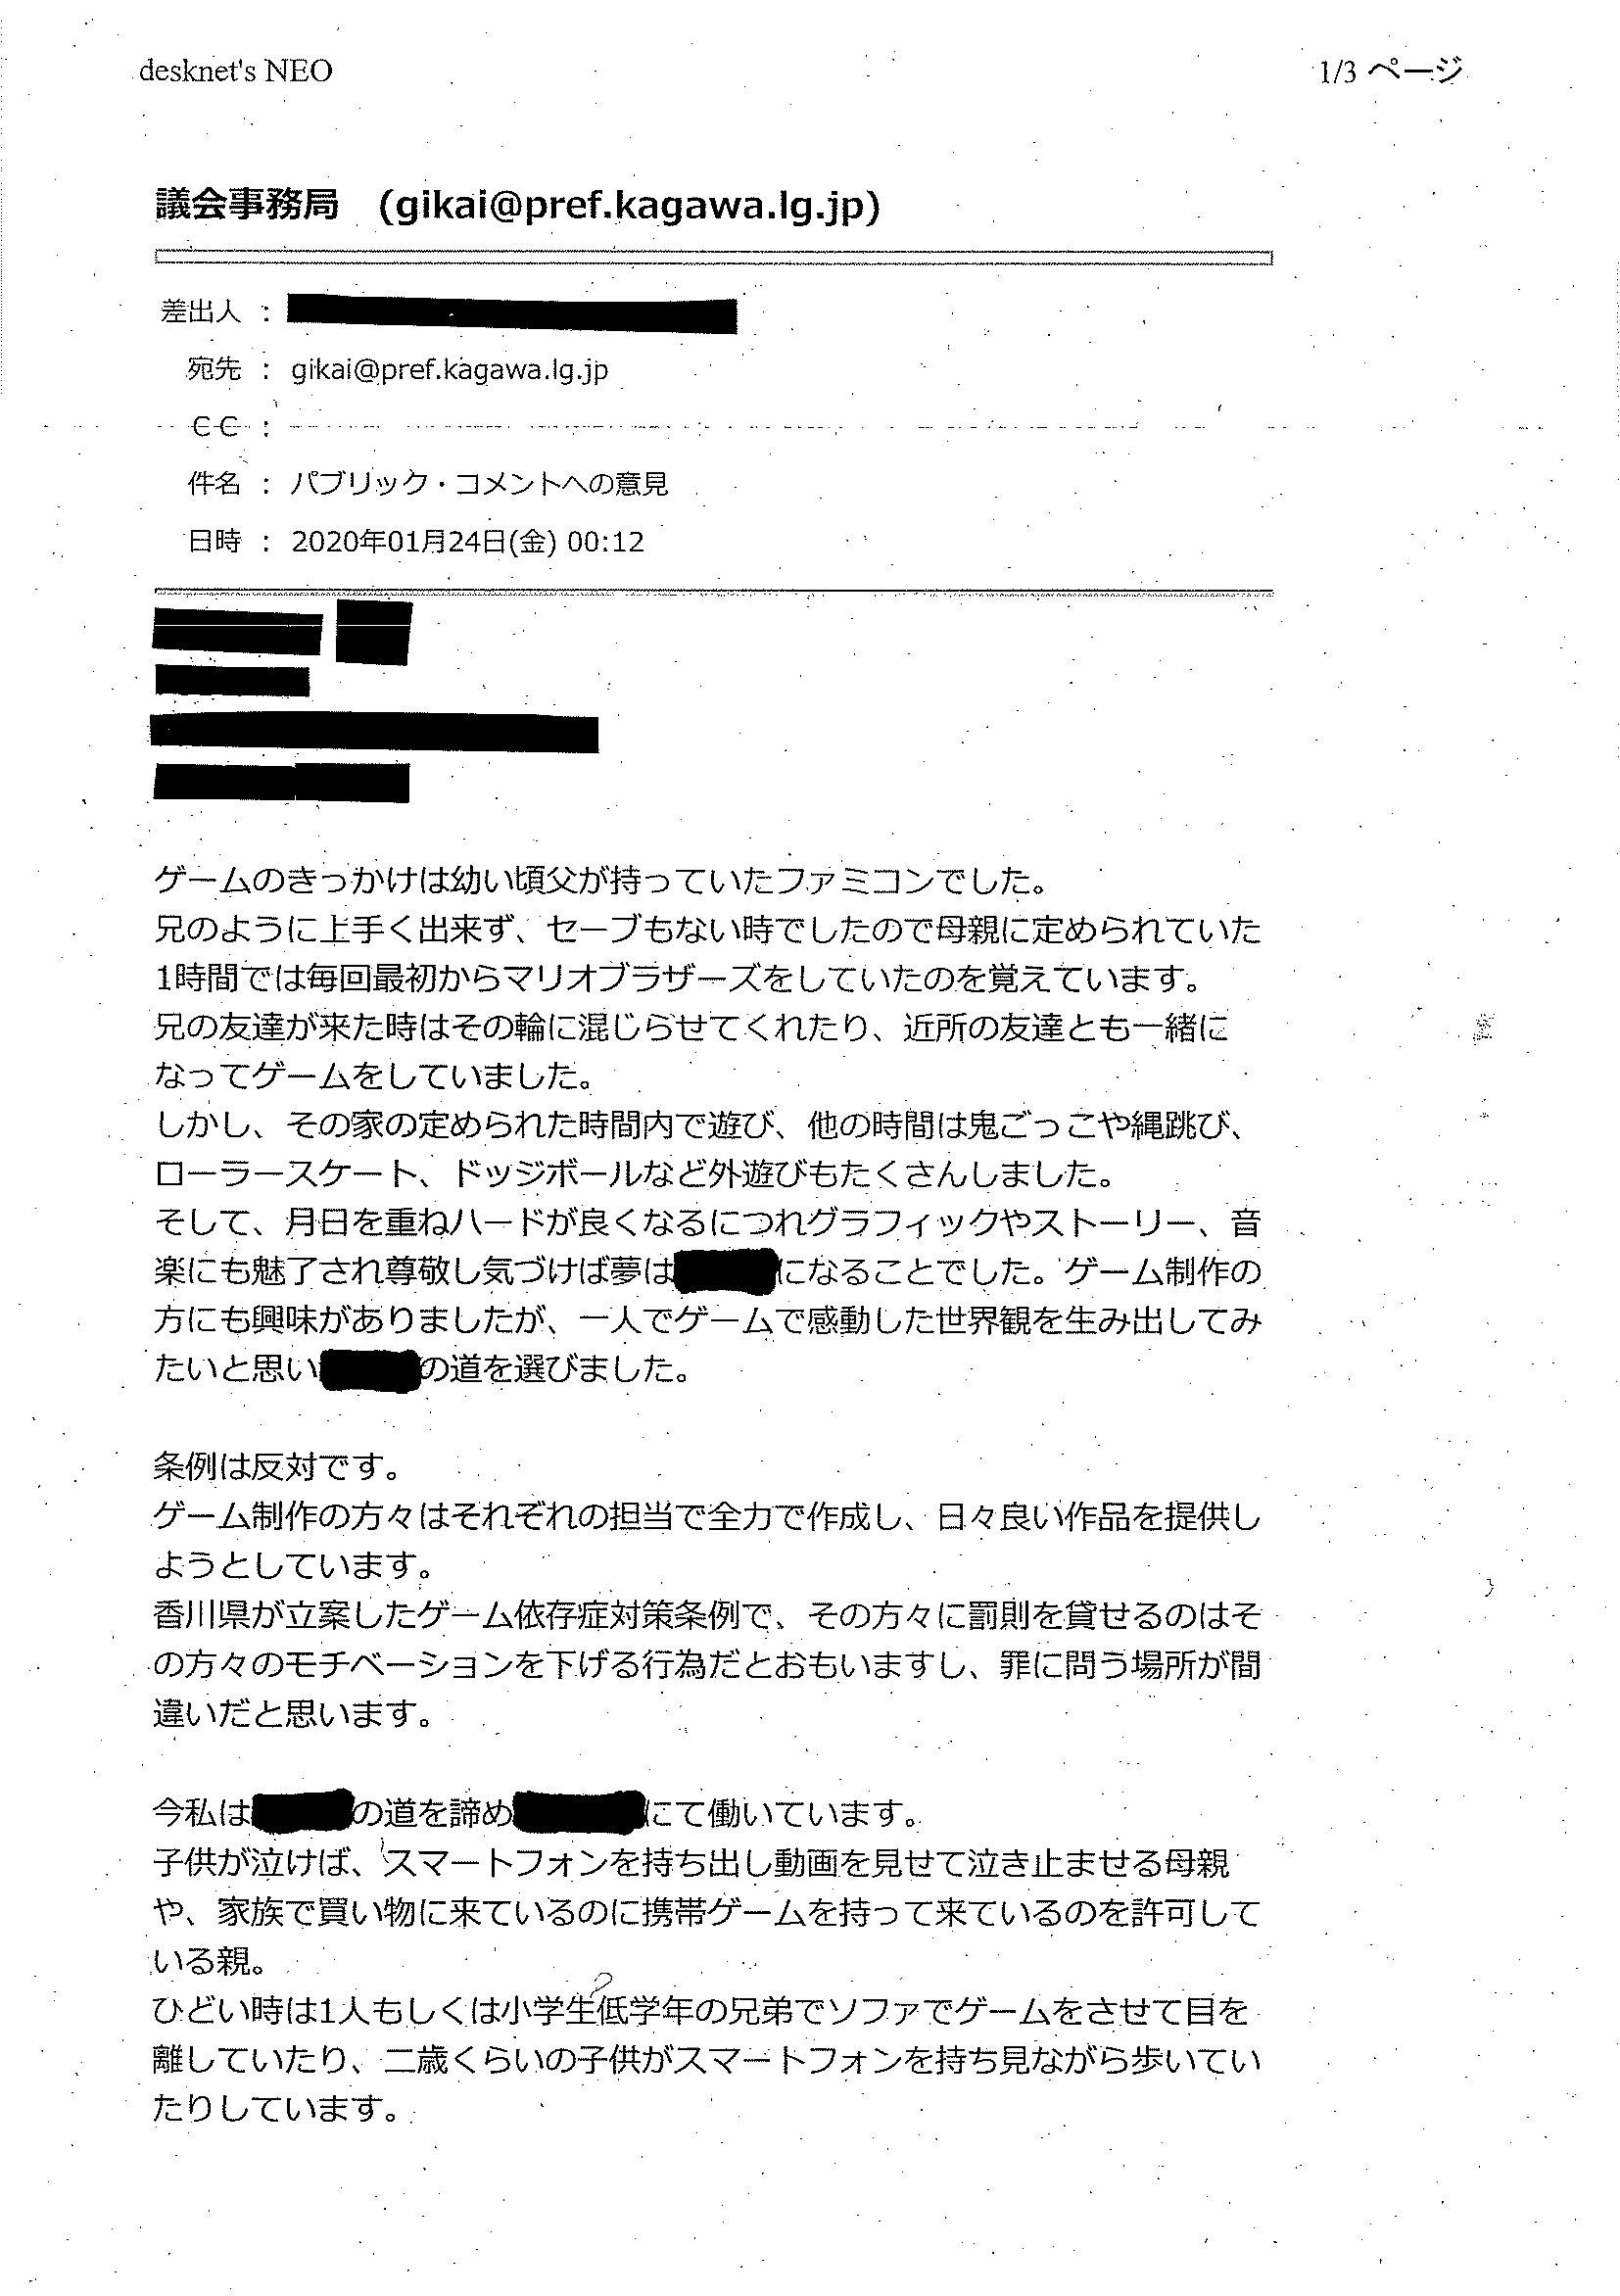 desknet's NEO
1/3 ページ
議会事務局　(gikai@pref.kagawa.lg.jp)
差出人 ：
宛先 ： gikai@pref.kagawa.lg.jp
CC ：
件名 ： パブリック・コメントへの意見
日時 ： 2020年01月24日(金) 00:12
ゲームのきっかけは幼い頃父が持っていたファミコンでした。
兄のように上手く出来ず、セーブもない時でしたので母親に定められていた
1時間では毎回最初からマリオブラザーズをしていたのを覚えています。
兄の友達が来た時はその輪に混じらせてくれたり、近所の友達とも一緒に
なってゲームをしていました。
しかし、その家の定められた時間内で遊び、他の時間は鬼ごっこや縄跳び、
ローラースケート、ドッジボールなど外遊びもたくさんしました。
そして、月日を重ねハードが良くなるにつれグラフィックやストーリー、音
楽にも魅了され尊敬し気づけば夢は になることでした。ゲーム制作の
方にも興味がありましたが、一人でゲームで感動した世界観を生み出してみ
たいと思い の道を選びました。
条例は反対です。
ゲーム制作の方々はそれぞれの担当で全力で作成し、日々良い作品を提供し
ようとしています。
香川県が立案したゲーム依存症対策条例で、その方々に罰則を貸せるのはそ
の方々のモチベーションを下げる行為だとおもいますし、罪に問う場所が間
違いだと思います。
今私は の道を諦め にて働いています。
子供が泣けば、スマートフォンを持ち出し動画を見せて泣き止ませる母親
や、家族で買い物に来ているのに携帯ゲームを持って来ているのを許可して
いる親。
ひどい時は1人もしくは小学生低学年の兄弟でソファでゲームをさせて目を
離していたり、二歳くらいの子供がスマートフォンを持ち見ながら歩いてい
たりしています。